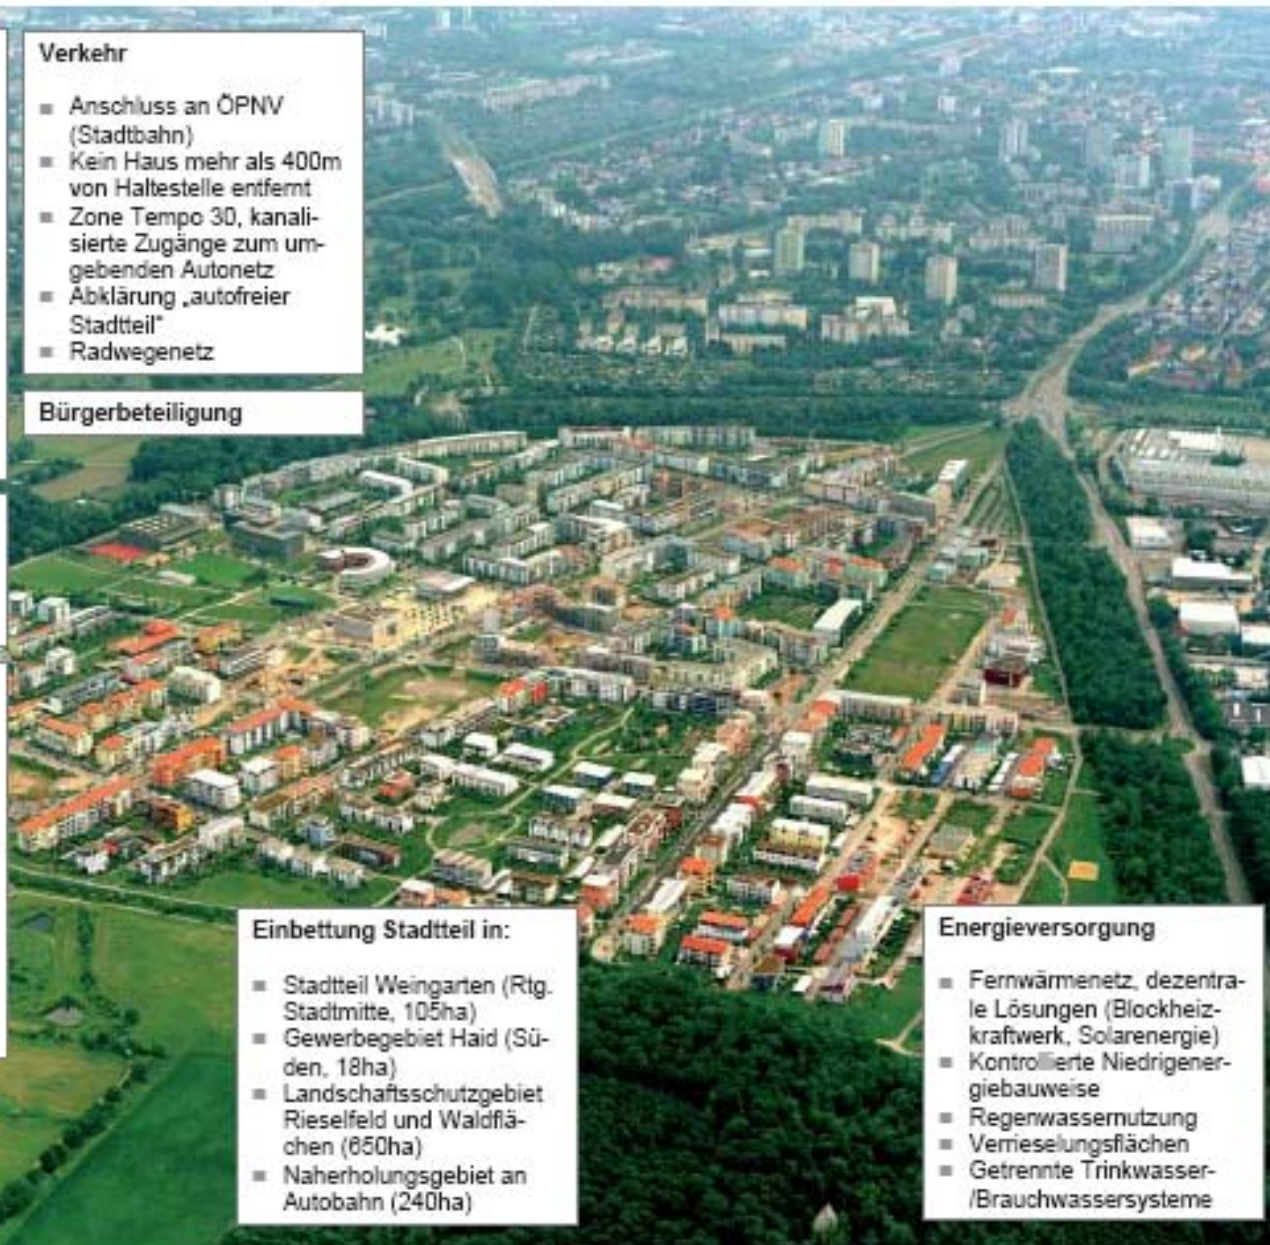 Verkehr
Anschluss an ÖPNV
(Stadtbahn)
Kein Haus mehr als 400m
von Haltestelle entfernt
Zone Tempo 30, kanali-
sierte Zugänge zum um-
gebenden Autonetz
Abklärung „autofreier
Stadtteil"
Radwegenetz
Bürgerbeteiligung
Einbettung Stadtteil in:
Stadtteil Weingarten (Rtg.
Stadtmitte, 105ha)
Gewerbegebiet Haid (Sü-
den, 18ha)
Landschaftsschutzgebiet
Rieselfeld und Waldflä-
chen (650ha)
Naherholungsgebiet an
Autobahn (240ha)
Energieversorgung
Fernwärmenetz, dezentra-
le Lösungen (Blockheiz-
kraftwerk, Solarenergie)
Kontrollierte Niedrigener-
giebauweise
Regenwassernutzung
Verrieselungsflächen
Getrennte Trinkwasser-
/Brauchwassersysteme